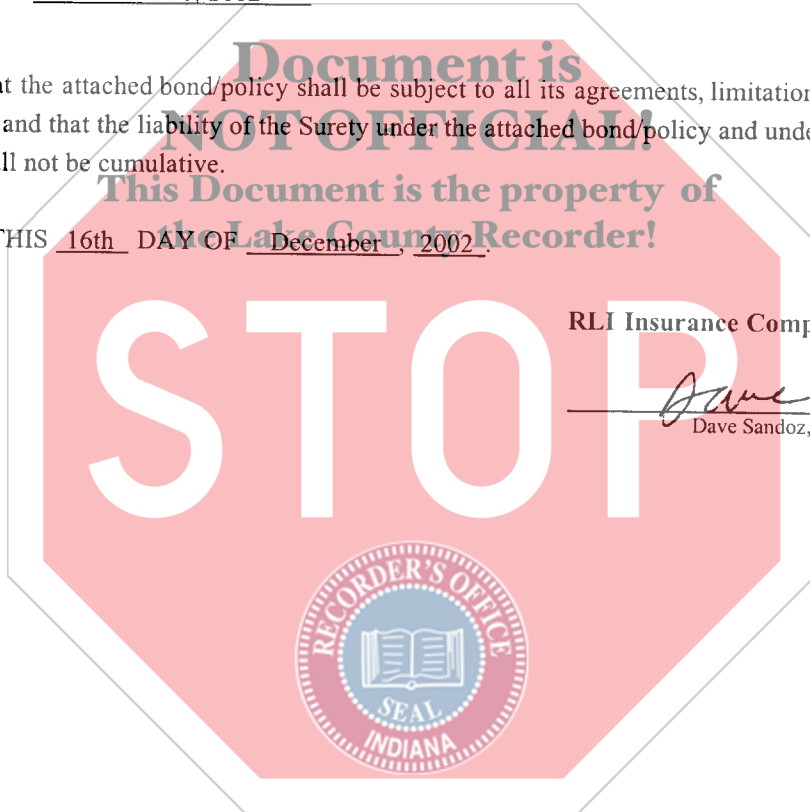 Document is
at the attached bond/policy shall be subject to all its agreements, limitation
and that the liability of the Surety under the attached bond/policy and unde
NOT OFFICIAL!
ll not be cumulative.
This Document is the property of
the Lake County Recorder!
THIS 16th DAY OF December, 2002.
STOP
RLI Insurance Comp
Dave
Dave Sandoz,
RECORDER'S OFFICE
SEAL
INDIANA